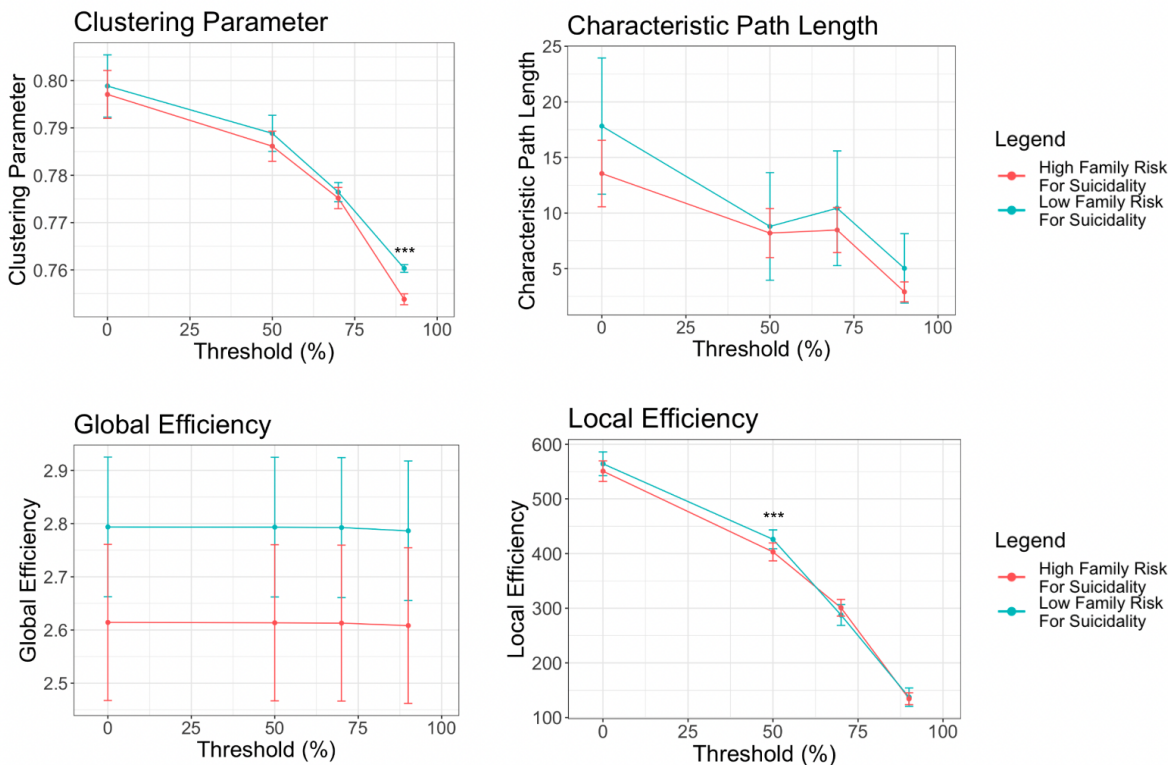 Clustering Parameter
Clustering Parameter
0.80
0.79
0.78
0.77
0.76
***
0
25
50
75
100
Threshold (%)
Characteristic Path Length
Characteristic Path Length
25
20
15
10
5
0
25
50
75
100
Threshold (%)
Legend
High Family Risk
For Suicidality
Low Family Risk
For Suicidality
Global Efficiency
Global Efficiency
2.9
2.8
2.7
2.6
2.5
0
25
50
75
100
Threshold (%)
Local Efficiency
Local Efficiency
600
500
400
300
200
100
***
0
25
50
75
100
Threshold (%)
Legend
High Family Risk
For Suicidality
Low Family Risk
For Suicidality